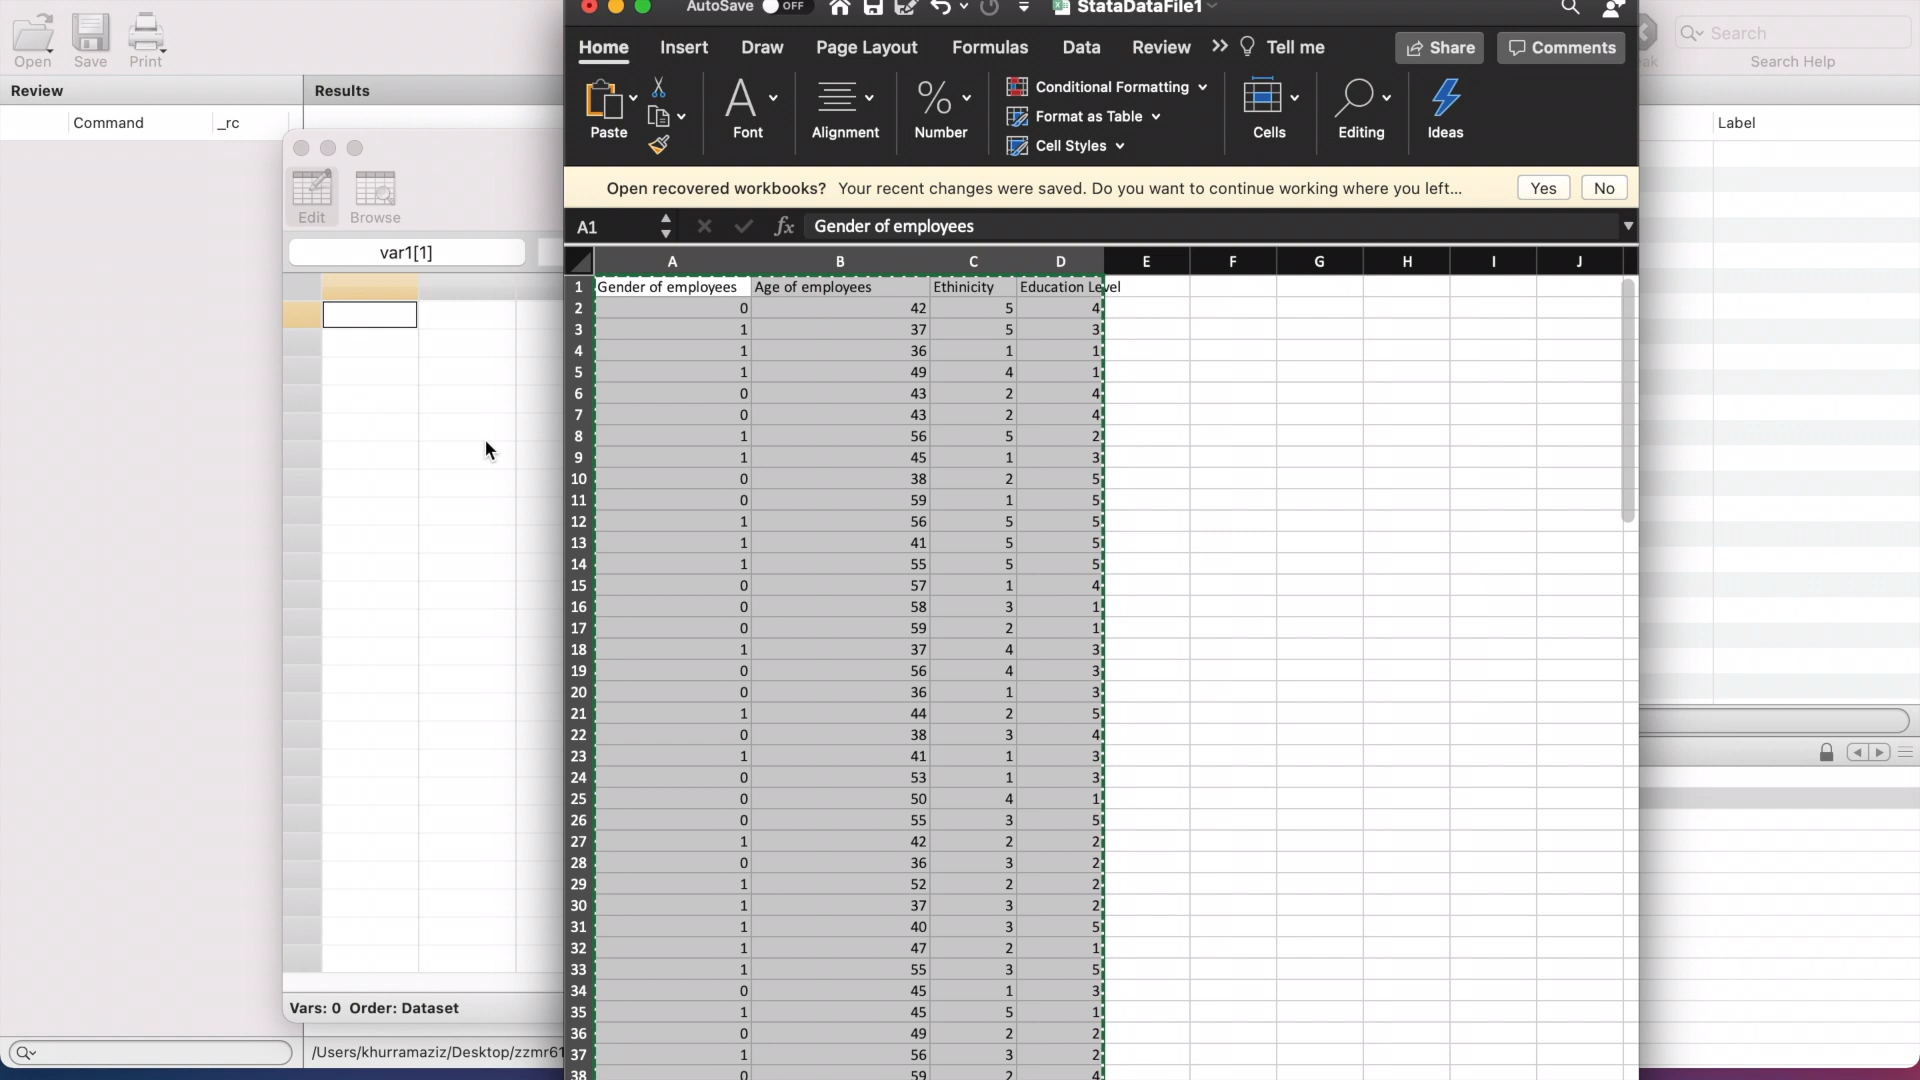 AutoSave OFF StataDataFile1
Open Save Print
Home Insert Draw Page Layout Formulas Data Review Tell me Share Comments
Search
Search Help
Review Results
Command _rc
Label
Paste Font Alignment Number
Conditional Formatting
Format as Table
Cell Styles
Cells Editing Ideas
Edit Browse
Open recovered workbooks? Your recent changes were saved. Do you want to continue working where you left... Yes No
A1 fx Gender of employees
var1[1]
A B C D E F G H I J
1 Gender of employees Age of employees Ethinicity Education Level
2 0 42 5 4
3 1 37 5 3
4 1 36 1 1
5 1 49 4 1
6 0 43 2 4
7 0 43 2 4
8 1 56 5 2
9 1 45 1 3
10 0 38 2 5
11 0 59 1 5
12 1 56 5 5
13 1 41 5 5
14 1 55 5 5
15 0 57 1 4
16 0 58 3 1
17 0 59 2 1
18 1 37 4 3
19 0 56 4 3
20 0 36 1 3
21 1 44 2 5
22 0 38 3 4
23 1 41 1 3
24 0 53 1 3
25 0 50 4 1
26 0 55 3 5
27 1 42 2 2
28 0 36 3 2
29 1 52 2 2
30 1 37 3 2
31 1 40 3 5
32 1 47 2 1
33 1 55 3 5
34 0 45 1 3
35 1 45 5 1
36 0 49 2 2
37 1 56 3 2
38 0 59 2 4
Vars: 0 Order: Dataset
/Users/khurramaziz/Desktop/zzmr61